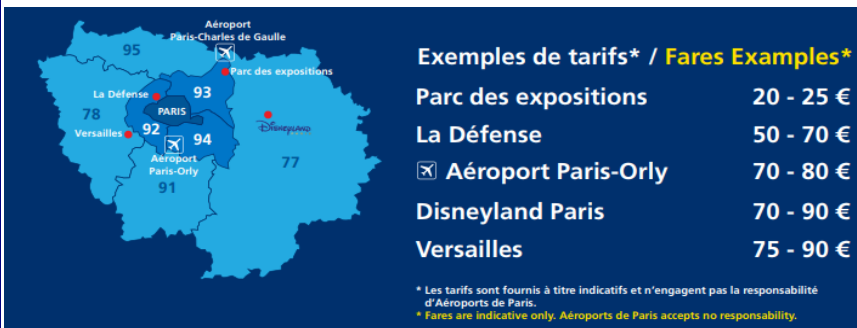 Aéroport
Paris-Charles de Gaulle
95
Parc des expositions
La Défense
93
78
PARIS
Versailles
92
94
DISNEYLAND
Aéroport
Paris-Orly
77
91
Exemples de tarifs* / Fares Examples*
Parc des expositions 20 - 25 €
La Défense 50 - 70 €
Aéroport Paris-Orly 70 - 80 €
Disneyland Paris 70 - 90 €
Versailles 75 - 90 €
* Les tarifs sont fournis à titre indicatifs et n'engagent pas la responsabilité
d'Aéroports de Paris.
* Fares are indicative only. Aéroports de Paris accepts no responsability.